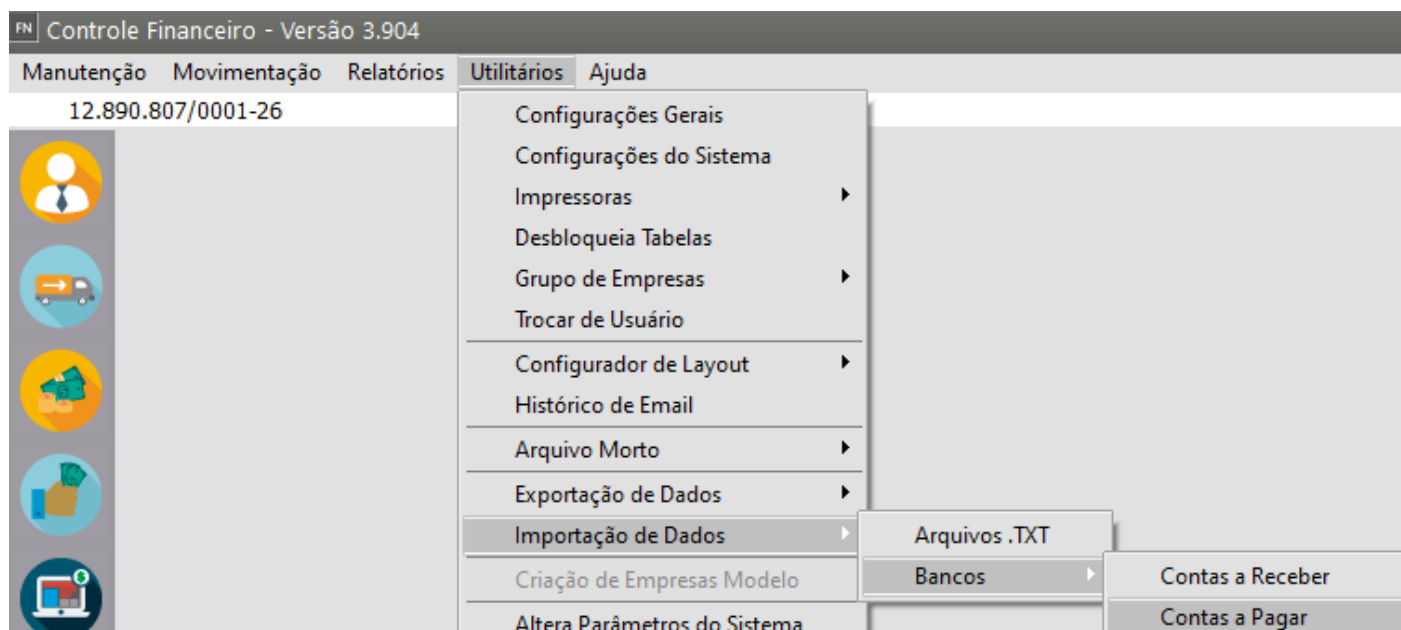 FN Controle Financeiro - Versão 3.904
Manutenção Movimentação Relatórios Utilitários Ajuda
12.890.807/0001-26
Configurações Gerais
Configurações do Sistema
Impressoras
Desbloqueia Tabelas
Grupo de Empresas
Trocar de Usuário
Configurador de Layout
Histórico de Email
Arquivo Morto
Exportação de Dados
Importação de Dados
Arquivos .TXT
Criação de Empresas Modelo
Bancos
Contas a Receber
Altera Parâmetros do Sistema
Contas a Pagar